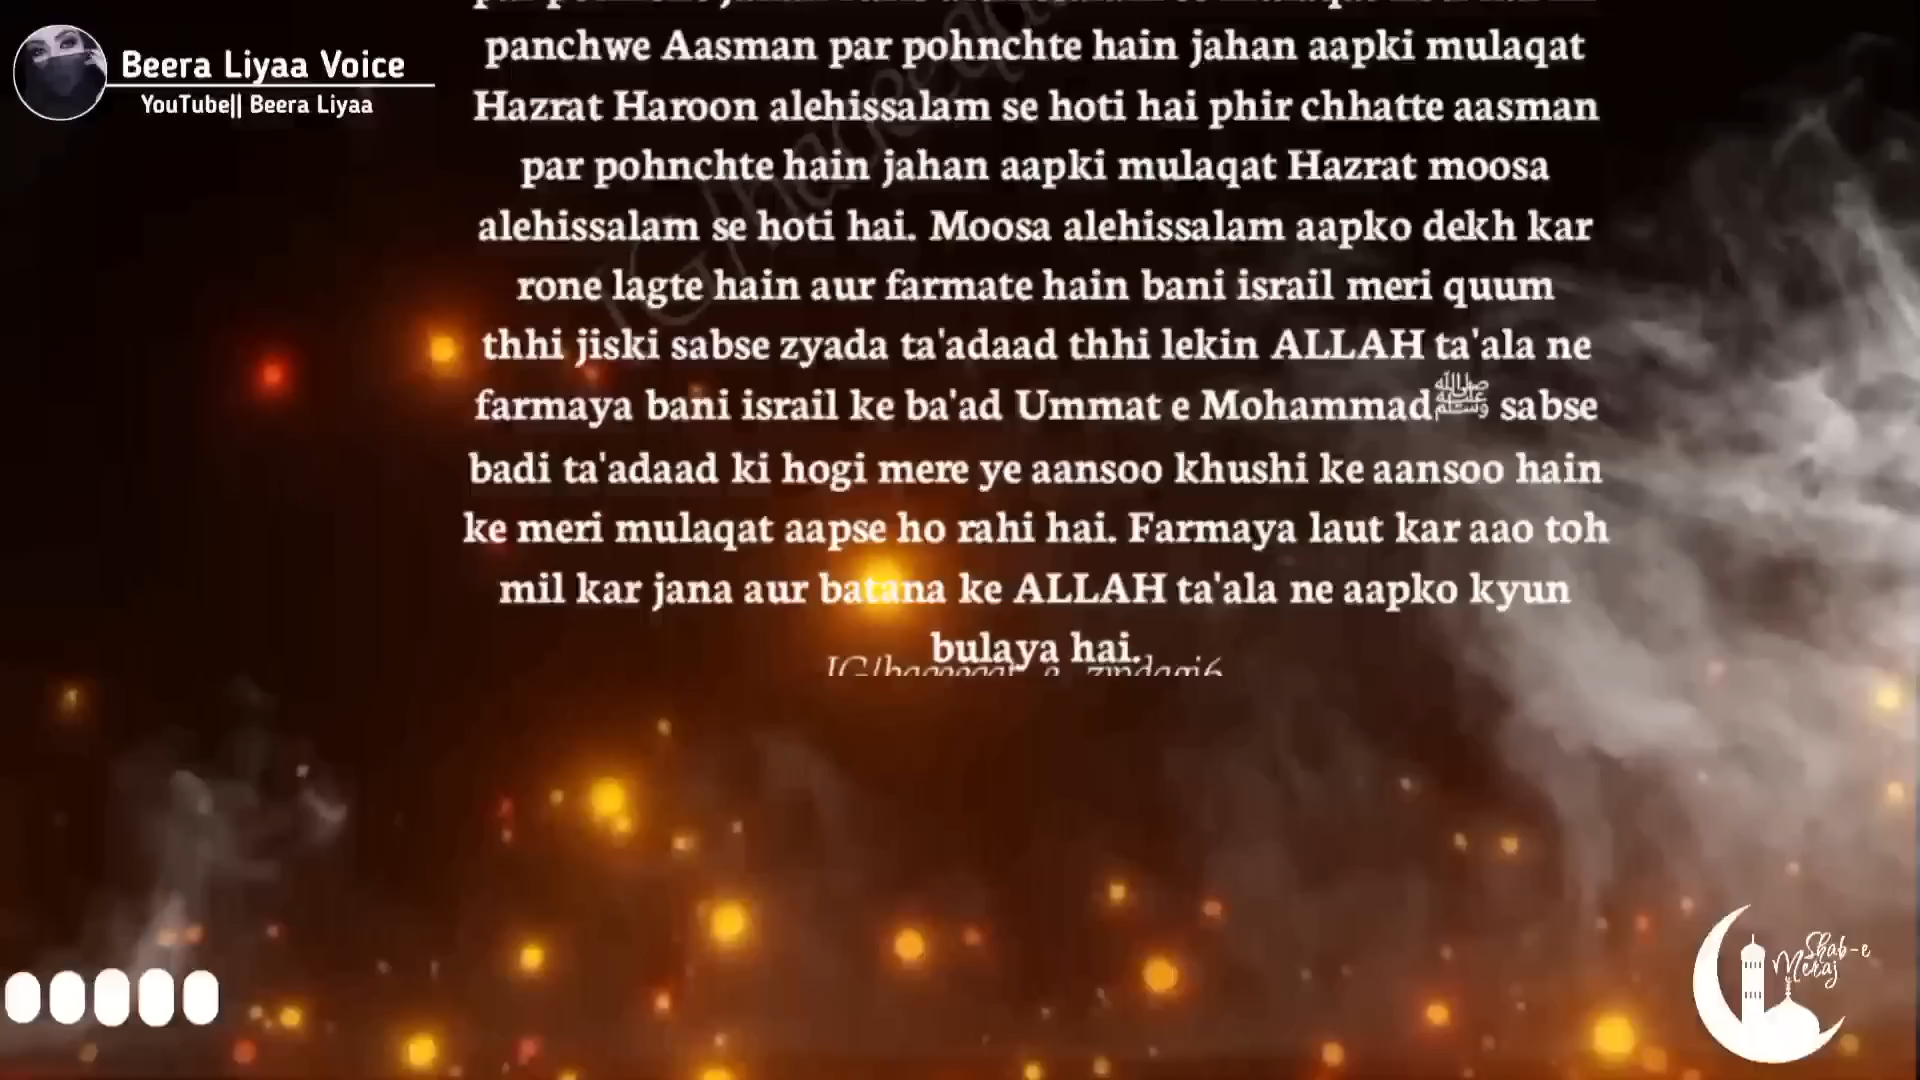 Beera Liyaa Voice
YouTube|| Beera Liyaa
panchwe Aasman par pohnchte hain jahan aapki mulaqat
Hazrat Haroon alehissalam se hoti hai phir chhatte aasman
par pohnchte hain jahan aapki mulaqat Hazrat moosa
alehissalam se hoti hai. Moosa alehissalam aapko dekh kar
rone lagte hain aur farmate hain bani israil meri quum
thhi jiski sabse zyada ta'adaad thhi lekin ALLAH ta'ala ne
farmaya bani israil ke ba'ad Ummat e Mohammadﷺ sabse
badi ta'adaad ki hogi mere ye aansoo khushi ke aansoo hain
ke meri mulaqat aapse ho rahi hai. Farmaya laut kar aao toh
mil kar jana aur batana ke ALLAH ta'ala ne aapko kyun
bulaya hai.
IG/haqeeqat_e_zindagi6
Shab-e
Meraj